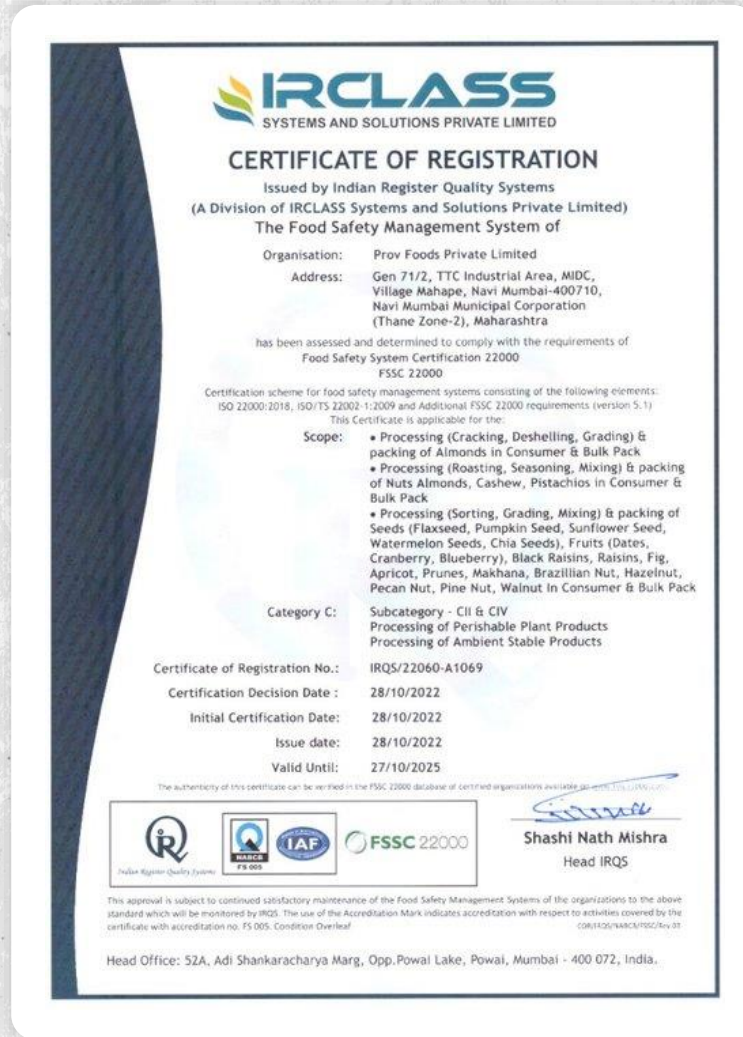 IRCLASS
SYSTEMS AND SOLUTIONS PRIVATE LIMITED
CERTIFICATE OF REGISTRATION
Issued by Indian Register Quality Systems
(A Division of IRCLASS Systems and Solutions Private Limited)
The Food Safety Management System of
Organisation: Prov Foods Private Limited
Address: Gen 71/2, TTC Industrial Area, MIDC,
Village Mahape, Navi Mumbai-400710,
Navi Mumbai Municipal Corporation
(Thane Zone-2), Maharashtra
has been assessed and determined to comply with the requirements of
Food Safety System Certification 22000
FSSC 22000
Certification scheme for food safety management systems consisting of the following elements:
ISO 22000:2018, ISO/TS 22002-1:2009 and Additional FSSC 22000 requirements (version 5.1)
This Certificate is applicable for the:
Scope: • Processing (Cracking, Deshelling, Grading) &
packing of Almonds in Consumer & Bulk Pack
• Processing (Roasting, Seasoning, Mixing) & packing
of Nuts Almonds, Cashew, Pistachios in Consumer &
Bulk Pack
• Processing (Sorting, Grading, Mixing) & packing of
Seeds (Flaxseed, Pumpkin Seed, Sunflower Seed,
Watermelon Seeds, Chia Seeds), Fruits (Dates,
Cranberry, Blueberry), Black Raisins, Raisins, Fig,
Apricot, Prunes, Makhana, Brazillian Nut, Hazelnut,
Pecan Nut, Pine Nut, Walnut In Consumer & Bulk Pack
Category C: Subcategory - CII & CIV
Processing of Perishable Plant Products
Processing of Ambient Stable Products
Certificate of Registration No.: IRQS/22060-A1069
Certification Decision Date : 28/10/2022
Initial Certification Date: 28/10/2022
Issue date: 28/10/2022
Valid Until: 27/10/2025
The authenticity of this certificate can be verified in the FSSC 22000 database of certified organizations available on
Indian Register Quality Systems
NABCB
FS 005
IAF
FSSC 22000
Shashi Nath Mishra
Head IRQS
This approval is subject to continued satisfactory maintenance of the Food Safety Management Systems of the organizations to the above
standard which will be monitored by IRQS. The use of the Accreditation Mark indicates accreditation with respect to activities covered by the
certificate with accreditation no. FS 005. Condition Overleaf
Head Office: 52A, Adi Shankaracharya Marg, Opp.Powai Lake, Powai, Mumbai - 400 072, India.